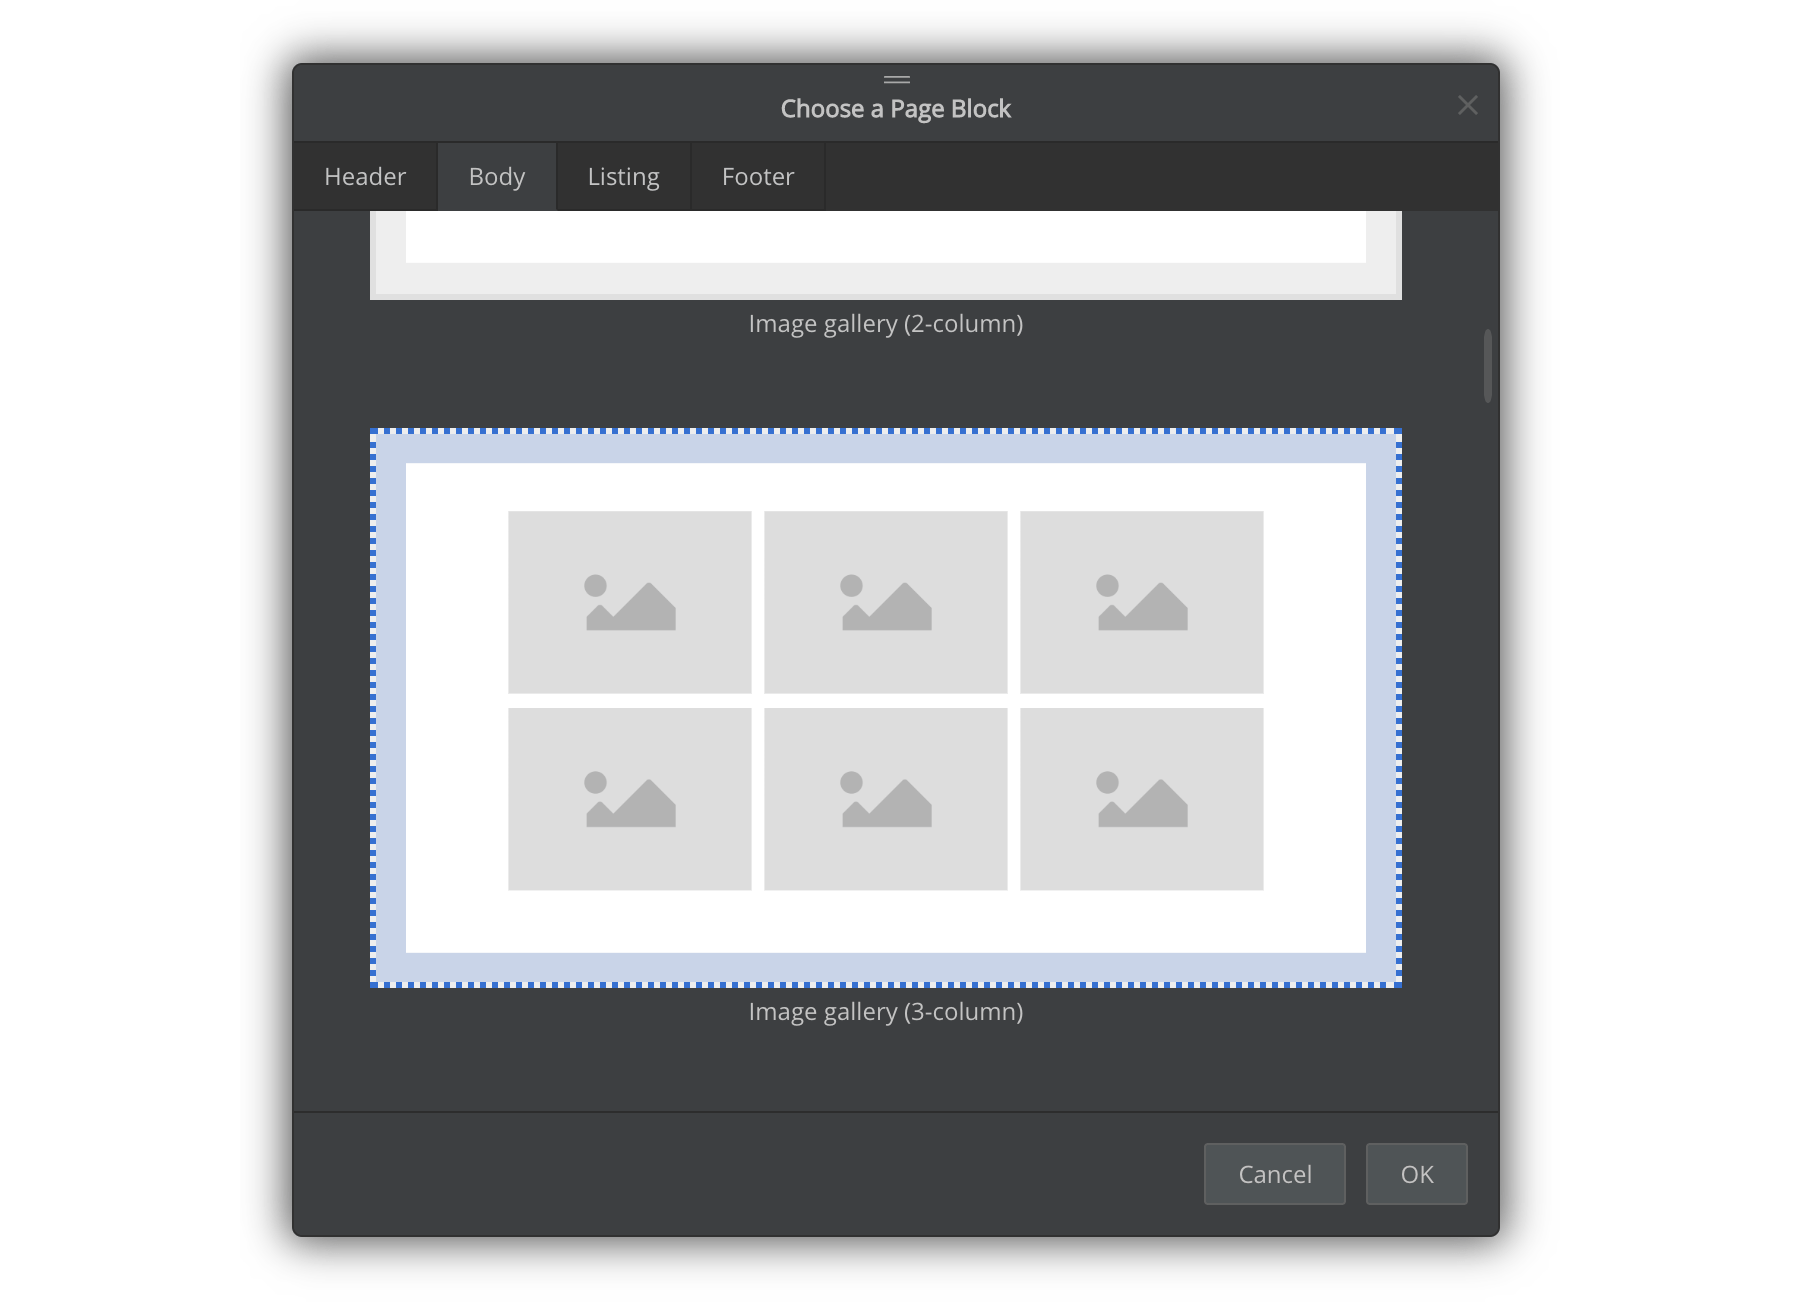 Choose a Page Block
Header
Body
Listing
Footer
Image gallery (2-column)
Image gallery (3-column)
Cancel
OK